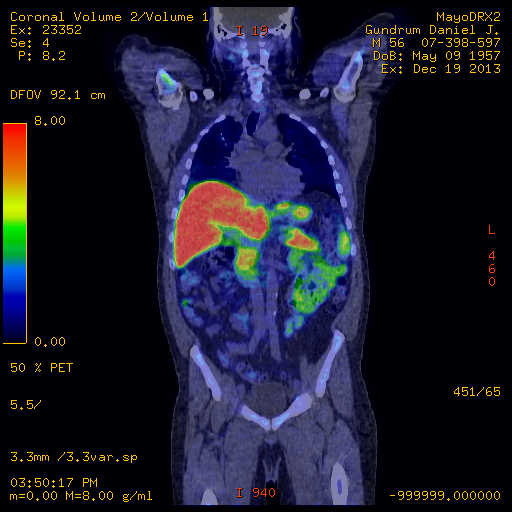 Coronal Volume 2/Volume 1
Ex: 23352
Se: 4
P: 8.2
DFOV 92.1 cm
8.00
0.00
50 % PET
5.5/
3.3mm /3.3var.sp
03:50:17 PM
m=0.00 M=8.00 g/ml
I 19
I 940
MayoDRX2
Gundrum Daniel J.
M 56 07-398-597
DoB: May 09 1957
Ex: Dec 19 2013
L
4
6
0
451/65
-999999.000000